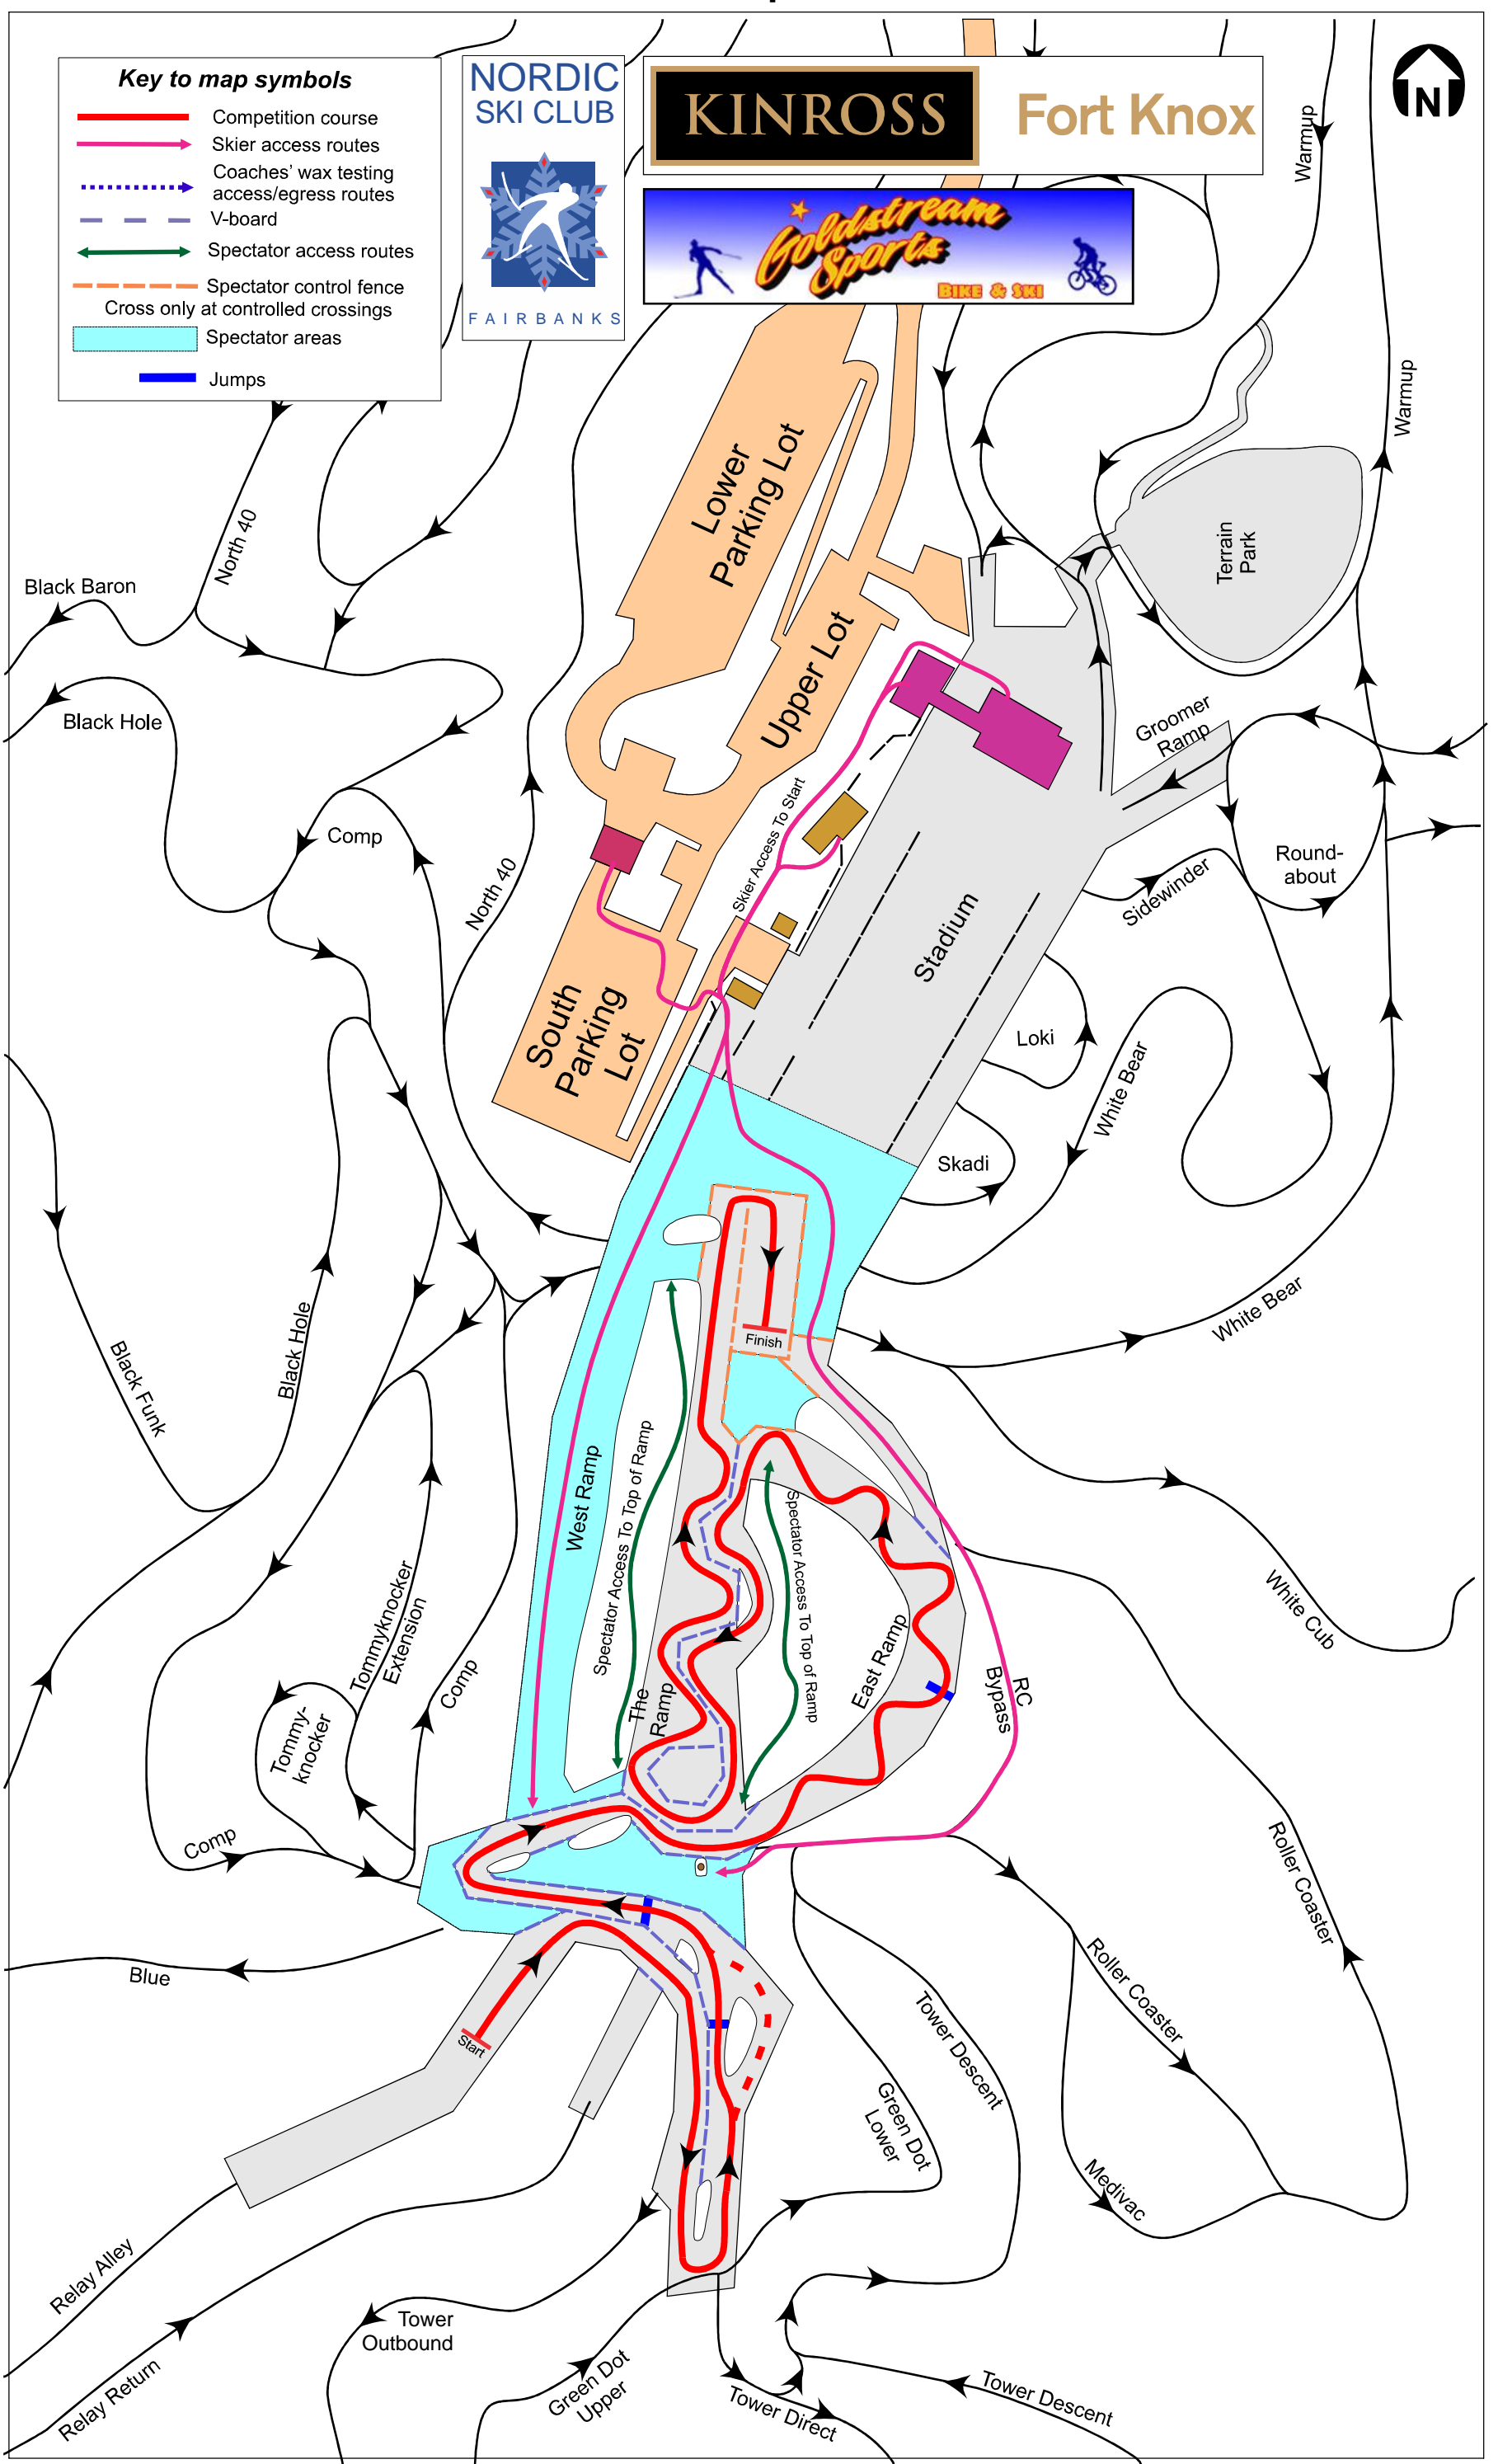 Key to map symbols
Competition course
Skier access routes
Coaches' wax testing
access/egress routes
V-board
Spectator access routes
Spectator control fence
Cross only at controlled crossings
Spectator areas
Jumps
NORDIC
SKI CLUB
FAIRBANKS
KINROSS
Fort Knox
Goldstream
Sports
BIKE & SKI
N
Warmup
Warmup
Lower
Parking Lot
North 40
Black Baron
Terrain
Park
Black Hole
Upper Lot
Groomer
Ramp
Comp
Skier Access To Start
North 40
Round-
about
Sidewinder
Stadium
South
Parking
Lot
Loki
White Bear
Skadi
White Bear
Finish
Black Hole
Black Funk
West Ramp
Spectator Access To Top of Ramp
Spectator Access To Top of Ramp
White Cub
Tommyknocker
Extension
Comp
East Ramp
The
Ramp
RC
Bypass
Tommy-
knocker
Comp
Roller Coaster
Blue
Start
Roller Coaster
Tower Descent
Green Dot
Lower
Medivac
Relay Alley
Tower
Outbound
Relay Return
Green Dot
Upper
Tower Direct
Tower Descent